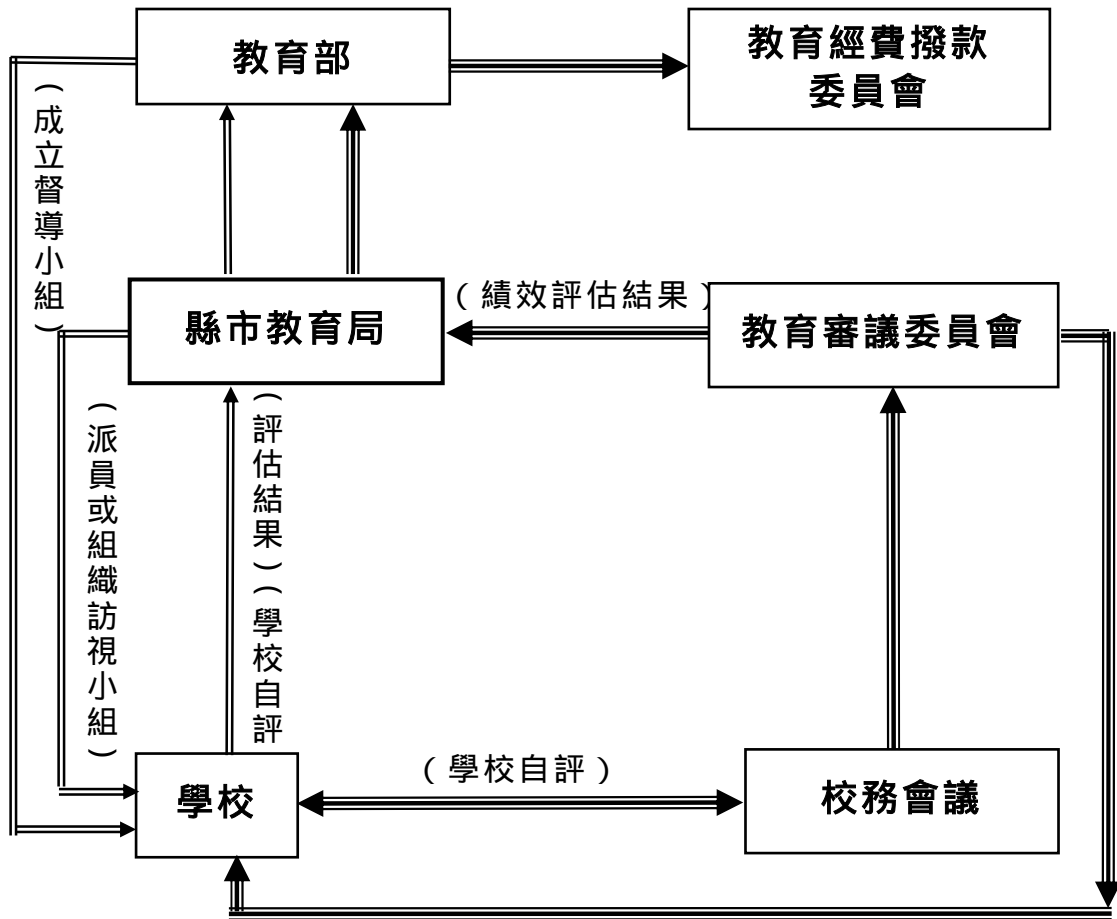 教育部
教育經費撥款
委員會
（成立督導小組）
縣市教育局
（績效評估結果）
教育審議委員會
（派員或組織訪視小組）
（評估結果）（學校自評
學校
（學校自評）
校務會議